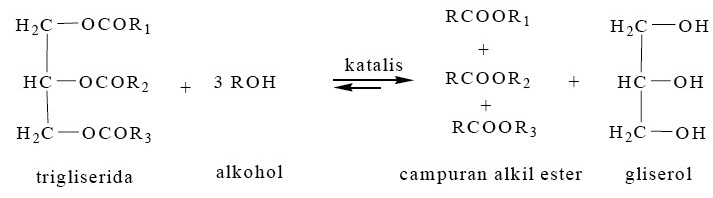 H₂C—OCOR₁
HC—OCOR₂
H₂C—OCOR₃
trigliserida
+
3 ROH
alkohol
katalis
RCOOR₁
+
RCOOR₂
+
RCOOR₃
campuran alkil ester
+
H₂C—OH
HC—OH
H₂C—OH
gliserol